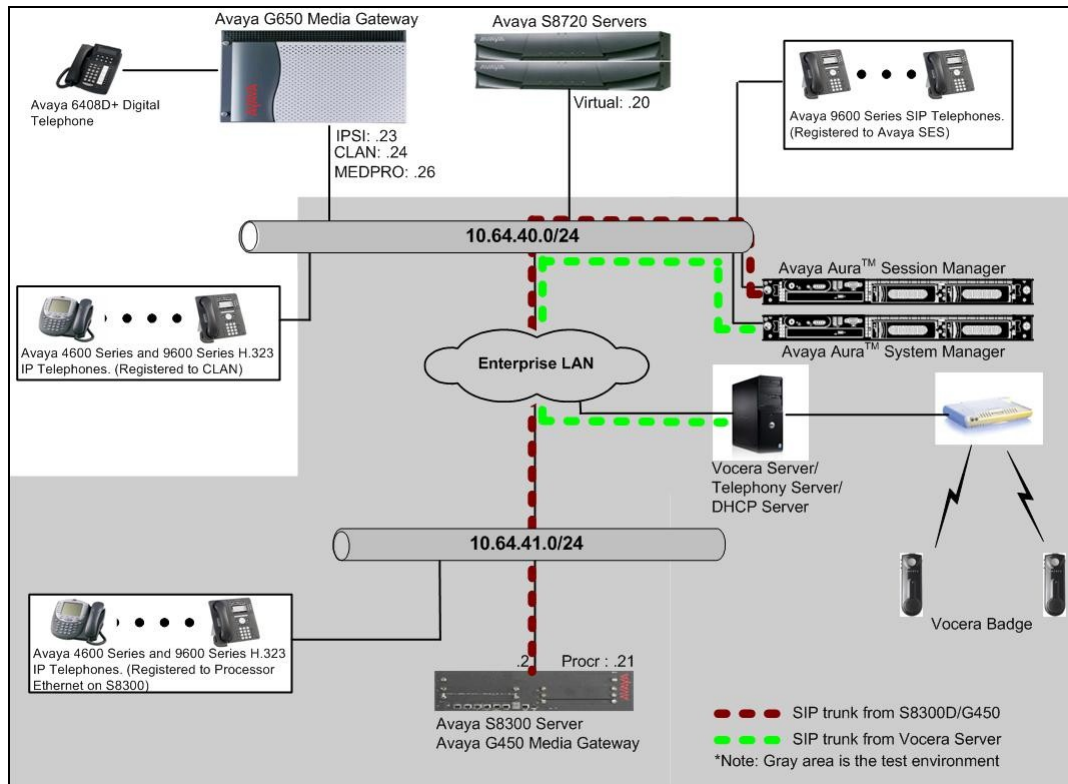 Avaya G650 Media Gateway
Avaya S8720 Servers
Avaya 6408D+ Digital
Telephone
Virtual: .20
IPSI: .23
CLAN: .24
MEDPRO: .26
Avaya 9600 Series SIP Telephones.
(Registered to Avaya SES)
10.64.40.0/24
Avaya Aura™ Session Manager
Avaya Aura™ System Manager
Avaya 4600 Series and 9600 Series H.323
IP Telephones. (Registered to CLAN)
Enterprise LAN
Vocera Server/
Telephony Server/
DHCP Server
10.64.41.0/24
Vocera Badge
Avaya 4600 Series and 9600 Series H.323
IP Telephones. (Registered to Processor
Ethernet on S8300)
.2
Procr : .21
Avaya S8300 Server
Avaya G450 Media Gateway
SIP trunk from S8300D/G450
SIP trunk from Vocera Server
*Note: Gray area is the test environment